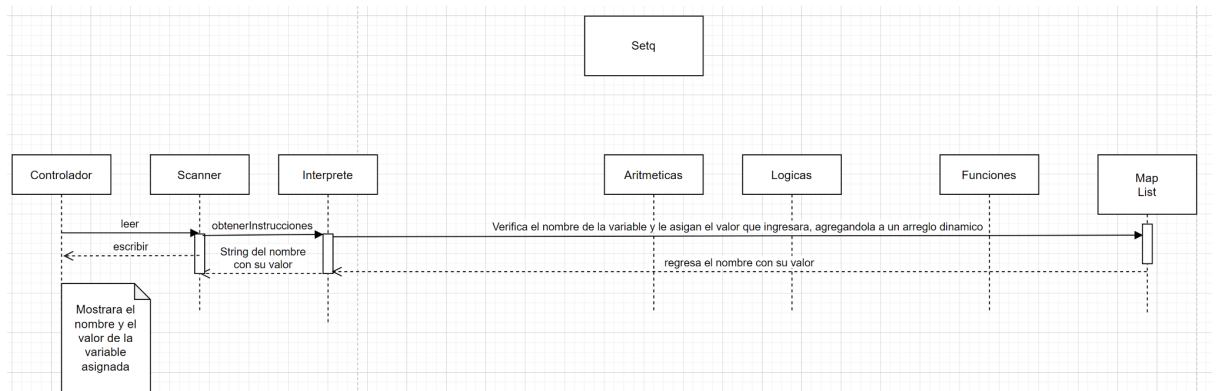 Setq
Controlador
Scanner
Interprete
Aritmeticas
Logicas
Funciones
Map
List
leer
obtenerInstrucciones
Verifica el nombre de la variable y le asigan el valor que ingresara, agregandola a un arreglo dinamico
escribir
String del nombre
con su valor
regresa el nombre con su valor
Mostrara el
nombre y el
valor de la
variable
asignada